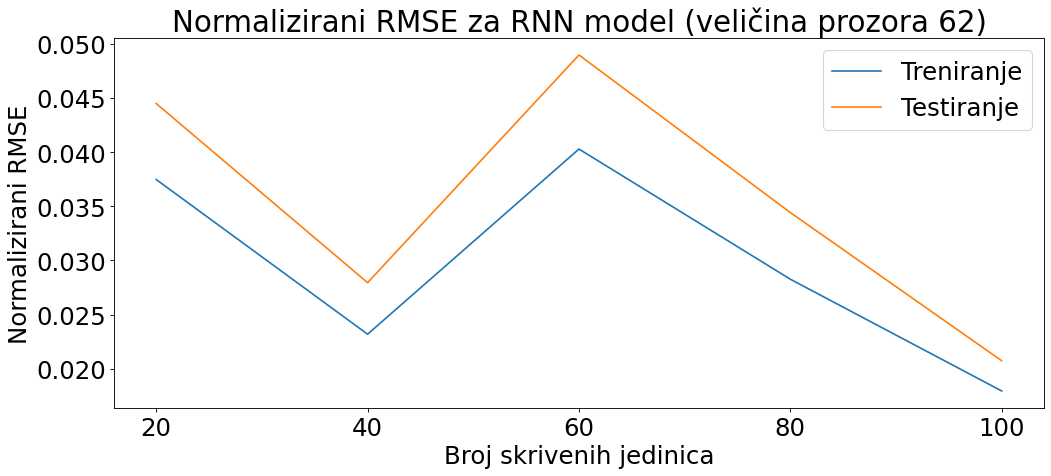 Normalizirani RMSE za RNN model (veličina prozora 62)
Normalizirani RMSE
0.050
0.045
0.040
0.035
0.030
0.025
0.020
Treniranje
Testiranje
20 40 60 80 100
Broj skrivenih jedinica